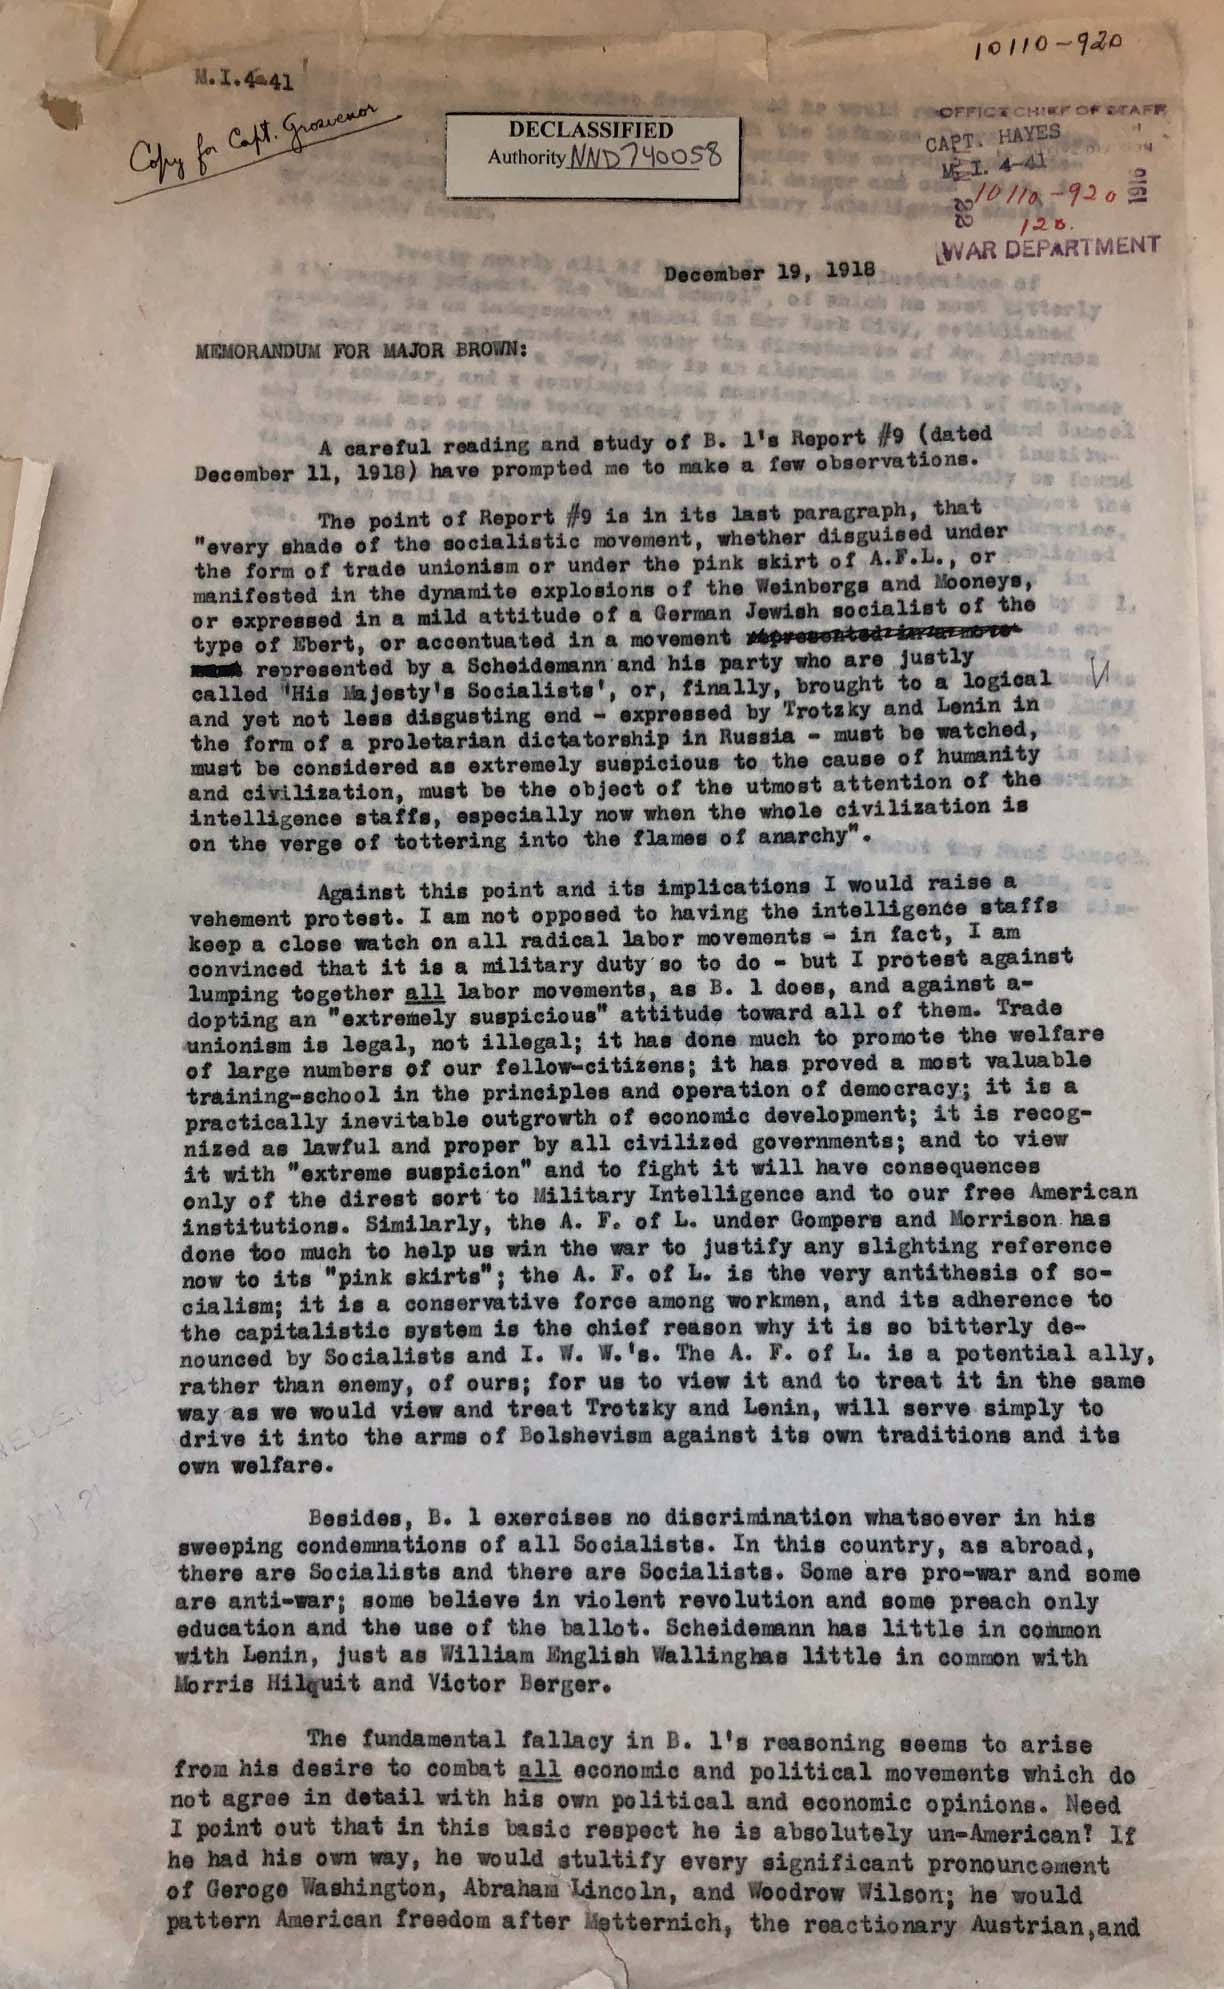 10110-920
M.I.4-41
Copy for Capt. Grosvenor
DECLASSIFIED
Authority NND740058
OFFICE CHIEF OF STAFF
CAPT. HAYES
M. I. 4-41
10110-920
22
128.
1919
WAR DEPARTMENT
December 19, 1918
MEMORANDUM FOR MAJOR BROWN:
A careful reading and study of B. 1's Report #9 (dated
December 11, 1918) have prompted me to make a few observations.
The point of Report #9 is in its last paragraph, that
"every shade of the socialistic movement, whether disguised under
the form of trade unionism or under the pink skirt of A.F.L., or
manifested in the dynamite explosions of the Weinbergs and Mooneys,
or expressed in a mild attitude of a German Jewish socialist of the
type of Ebert, or accentuated in a movement
represented by a Scheidemann and his party who are justly
called 'His Majesty's Socialists', or, finally, brought to a logical
and yet not less disgusting end - expressed by Trotzky and Lenin in
the form of a proletarian dictatorship in Russia - must be watched,
must be considered as extremely suspicious to the cause of humanity
and civilization, must be the object of the utmost attention of the
intelligence staffs, especially now when the whole civilization is
on the verge of tottering into the flames of anarchy".
Against this point and its implications I would raise a
vehement protest. I am not opposed to having the intelligence staffs
keep a close watch on all radical labor movements - in fact, I am
convinced that it is a military duty so to do - but I protest against
lumping together all labor movements, as B. 1 does, and against a-
dopting an "extremely suspicious" attitude toward all of them. Trade
unionism is legal, not illegal; it has done much to promote the welfare
of large numbers of our fellow-citizens; it has proved a most valuable
training-school in the principles and operation of democracy; it is a
practically inevitable outgrowth of economic development; it is recog-
nized as lawful and proper by all civilized governments; and to view
it with "extreme suspicion" and to fight it will have consequences
only of the direst sort to Military Intelligence and to our free American
institutions. Similarly, the A. F. of L. under Gompers and Morrison has
done too much to help us win the war to justify any slighting reference
now to its "pink skirts"; the A. F. of L. is the very antithesis of so-
cialism; it is a conservative force among workmen, and its adherence to
the capitalistic system is the chief reason why it is so bitterly de-
nounced by Socialists and I. W. W.'s. The A. F. of L. is a potential ally,
rather than enemy, of ours; for us to view it and to treat it in the same
way as we would view and treat Trotzky and Lenin, will serve simply to
drive it into the arms of Bolshevism against its own traditions and its
own welfare.
Besides, B. 1 exercises no discrimination whatsoever in his
sweeping condemnations of all Socialists. In this country, as abroad,
there are Socialists and there are Socialists. Some are pro-war and some
are anti-war; some believe in violent revolution and some preach only
education and the use of the ballot. Scheidemann has little in common
with Lenin, just as William English Wallinghas little in common with
Morris Hilquit and Victor Berger.
The fundamental fallacy in B. 1's reasoning seems to arise
from his desire to combat all economic and political movements which do
not agree in detail with his own political and economic opinions. Need
I point out that in this basic respect he is absolutely un-American? If
he had his own way, he would stultify every significant pronouncement
of Geroge Washington, Abraham Lincoln, and Woodrow Wilson; he would
pattern American freedom after Metternich, the reactionary Austrian,and